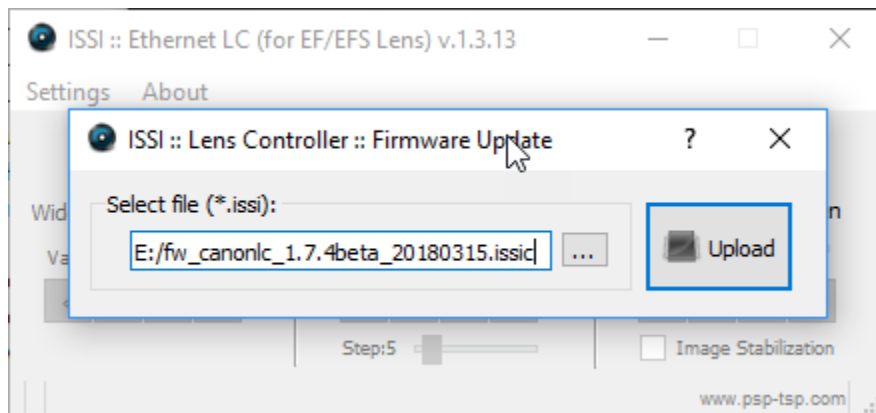 ISSI :: Ethernet LC (for EF/EFS Lens) v.1.3.13
Settings About
ISSI :: Lens Controller :: Firmware Update
?
Select file (*.issi):
E:/fw_canonlc_1.7.4beta_20180315.issic
...
Upload
Step:5
Image Stabilization
www.psp-tsp.com